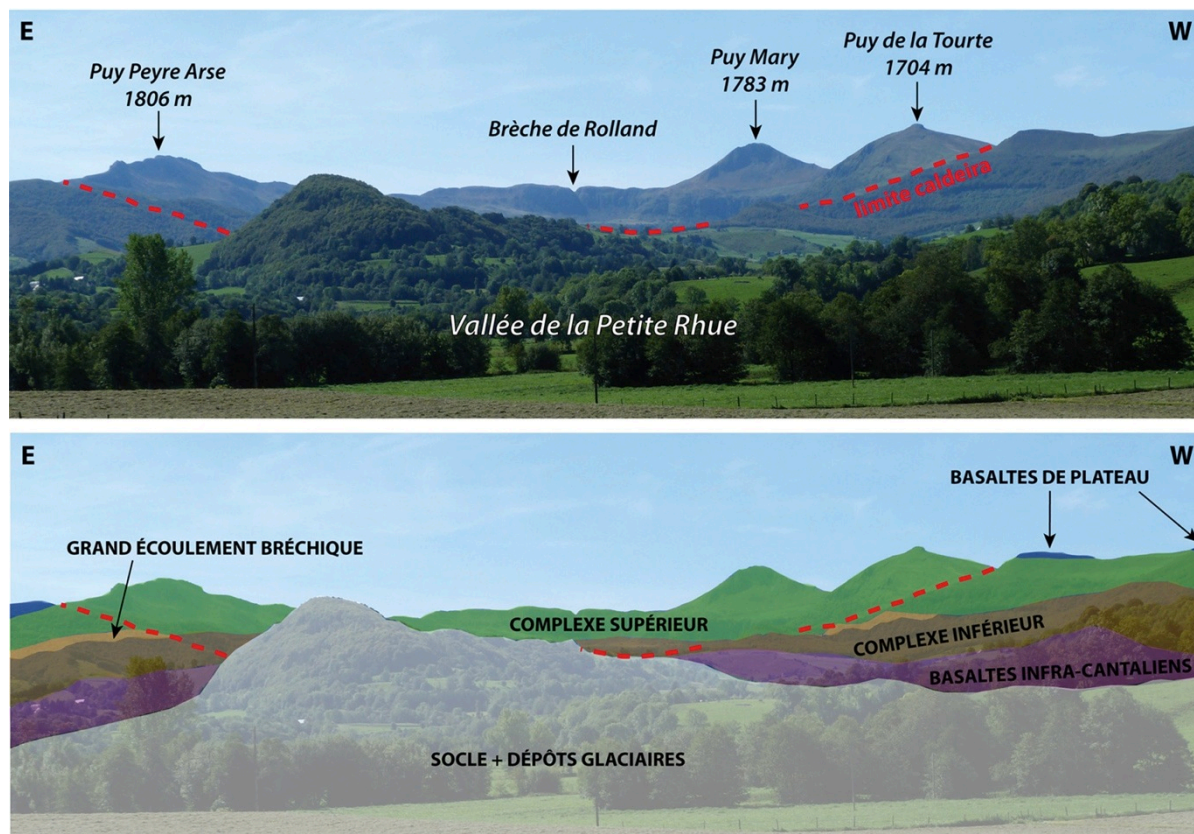 E
W
Puy Peyre Arse
1806 m
Brèche de Rolland
Puy Mary
1783 m
Puy de la Tourte
1704 m
limite caldeira
Vallée de la Petite Rhue
E
W
BASALTES DE PLATEAU
GRAND ÉCOULEMENT BRÉCHIQUE
COMPLEXE SUPÉRIEUR
COMPLEXE INFÉRIEUR
BASALTES INFRA-CANTALIENS
SOCLE + DÉPÔTS GLACIAIRES